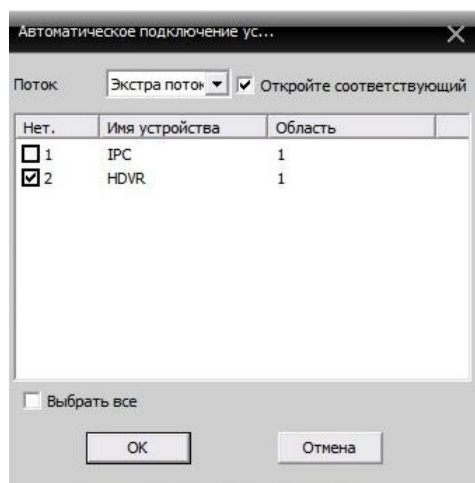 Автоматическое подключение ус...
Поток Экстра поток Откройте соответствующий
Нет. Имя устройства Область
1 IPC 1
2 HDVR 1
Выбрать все
OK Отмена